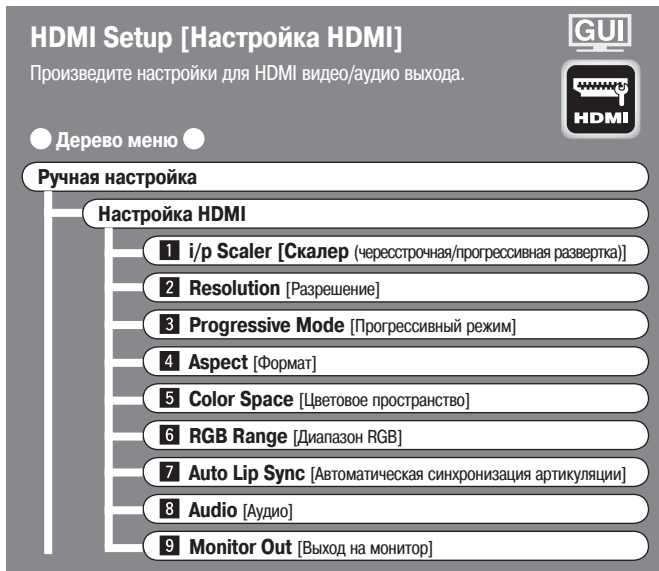 HDMI Setup [Настройка HDMI]
GUI
Произведите настройки для HDMI видео/аудио выхода.
HDMI
Дерево меню
Ручная настройка
Настройка HDMI
1 i/p Scaler [Скалер (чересстрочная/прогрессивная развертка)]
2 Resolution [Разрешение]
3 Progressive Mode [Прогрессивный режим]
4 Aspect [Формат]
5 Color Space [Цветовое пространство]
6 RGB Range [Диапазон RGB]
7 Auto Lip Sync [Автоматическая синхронизация артикуляции]
8 Audio [Аудио]
9 Monitor Out [Выход на монитор]